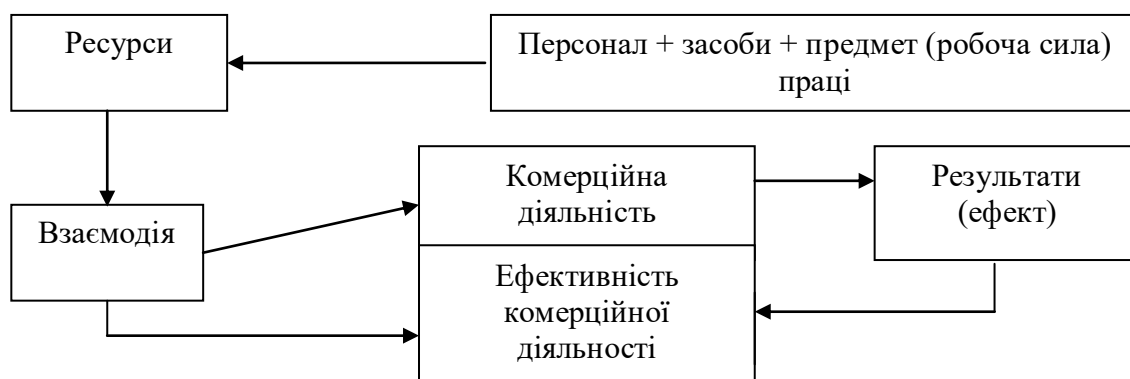 Ресурси
Персонал + засоби + предмет (робоча сила)
праці
Взаємодія
Комерційна
діяльність
Результати
(ефект)
Ефективність
комерційної
діяльності